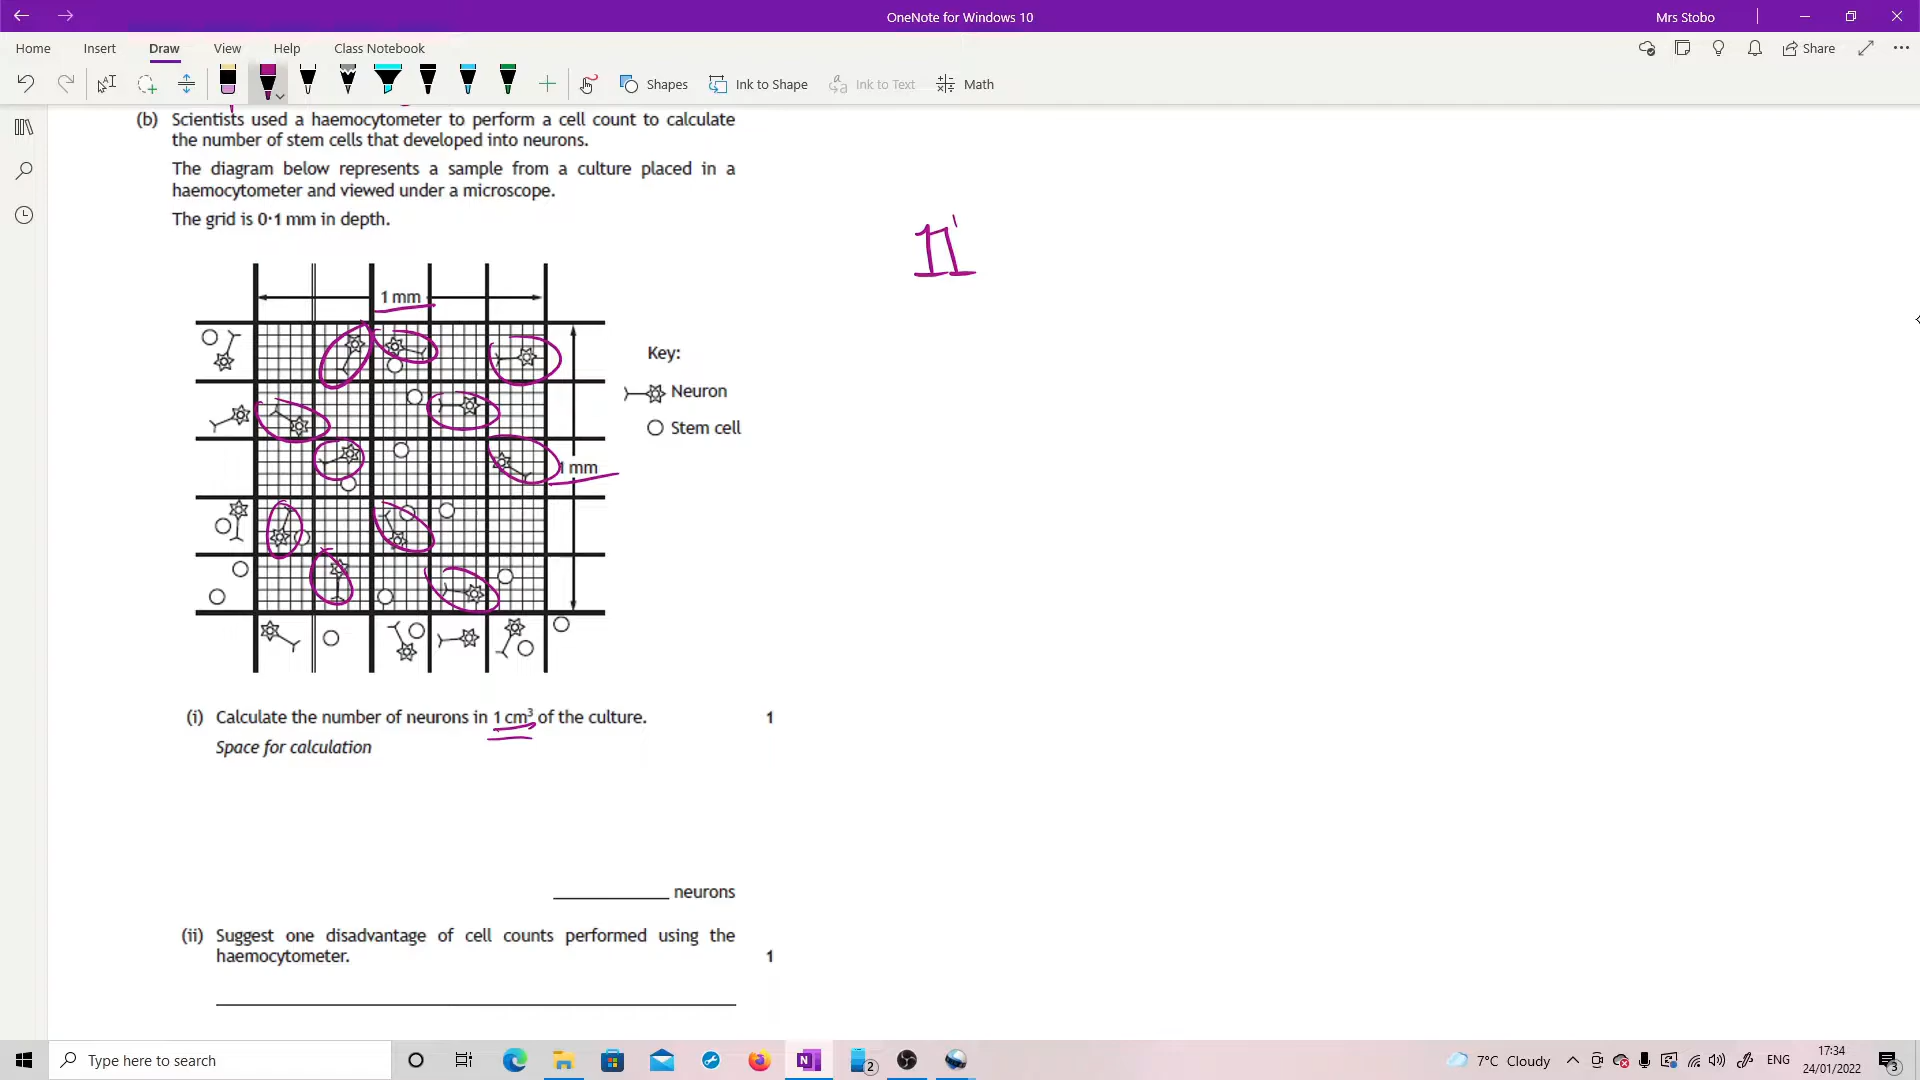 OneNote for Windows 10
Mrs Stobo
Home Insert Draw View Help Class Notebook
Share
Shapes
Ink to Shape
Ink to Text
Math
(b) Scientists used a haemocytometer to perform a cell count to calculate
the number of stem cells that developed into neurons.
The diagram below represents a sample from a culture placed in a
haemocytometer and viewed under a microscope.
The grid is 0·1 mm in depth.
11
1 mm
Key:
Neuron
Stem cell
1 mm
(i) Calculate the number of neurons in 1 cm³ of the culture. 1
Space for calculation
neurons
(ii) Suggest one disadvantage of cell counts performed using the
haemocytometer. 1
Type here to search
2
7°C Cloudy
ENG
17:34
24/01/2022
3